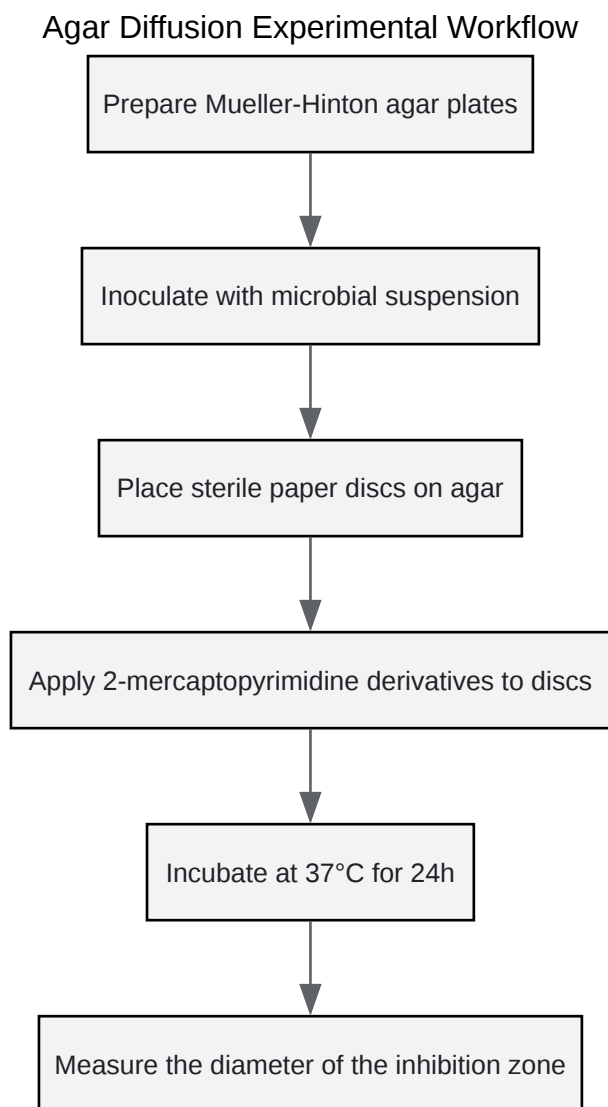 Agar Diffusion Experimental Workflow
Prepare Mueller-Hinton agar plates
Inoculate with microbial suspension
Place sterile paper discs on agar
Apply 2-mercaptopyrimidine derivatives to discs
Incubate at 37°C for 24h
Measure the diameter of the inhibition zone